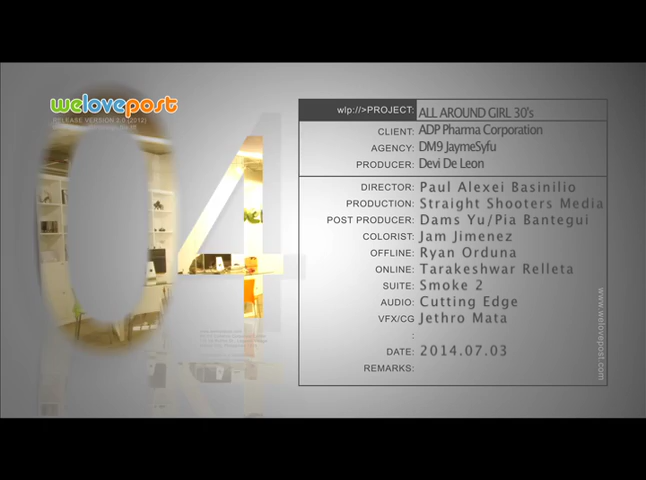 welovepost
RELEASE VERSION 2.0 (2012)
04
wlp://>PROJECT: ALL AROUND GIRL 30's
CLIENT: ADP Pharma Corporation
AGENCY: DM9 JaymeSyfu
PRODUCER: Devi De Leon
DIRECTOR: Paul Alexei Basinilio
PRODUCTION: Straight Shooters Media
POST PRODUCER: Dams Yu/Pia Bantegui
COLORIST: Jam Jimenez
OFFLINE: Ryan Orduna
ONLINE: Tarakeshwar Relleta
SUITE: Smoke 2
AUDIO: Cutting Edge
VFX/CG Jethro Mata
:
DATE: 2014.07.03
REMARKS:
www.welovepost.com